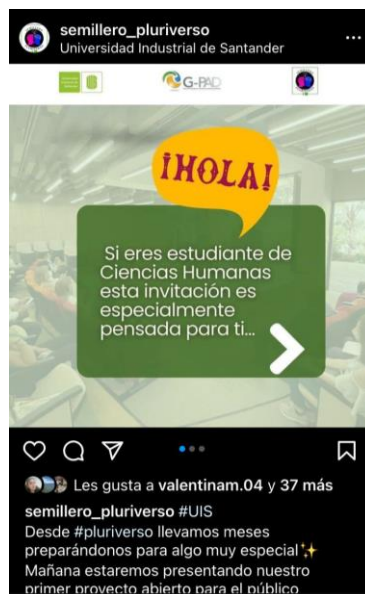 semillero_pluriverso
Universidad Industrial de Santander
G-PAD
¡HOLA!
Si eres estudiante de
Ciencias Humanas
esta invitación es
especialmente
pensada para ti...
Les gusta a valentinam.04 y 37 más
semillero_pluriverso #UIS
Desde #pluriverso llevamos meses
preparándonos para algo muy especial✨
Mañana estaremos presentando nuestro
primer proyecto abierto para el público